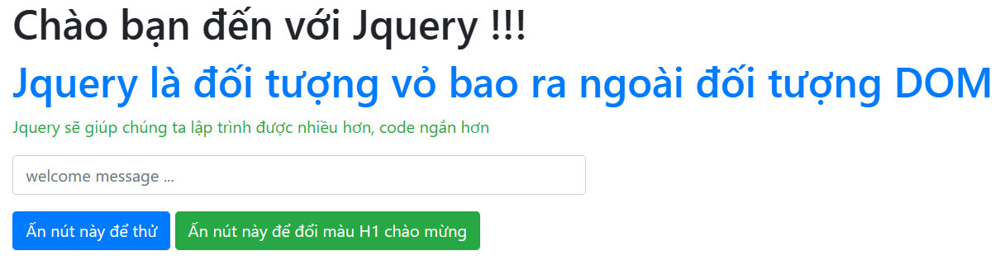 Chào bạn đến với Jquery !!!
Jquery là đối tượng vỏ bao ra ngoài đối tượng DOM
Jquery sẽ giúp chúng ta lập trình được nhiều hơn, code ngắn hơn
welcome message ...
Ấn nút này để thử Ấn nút này để đổi màu H1 chào mừng